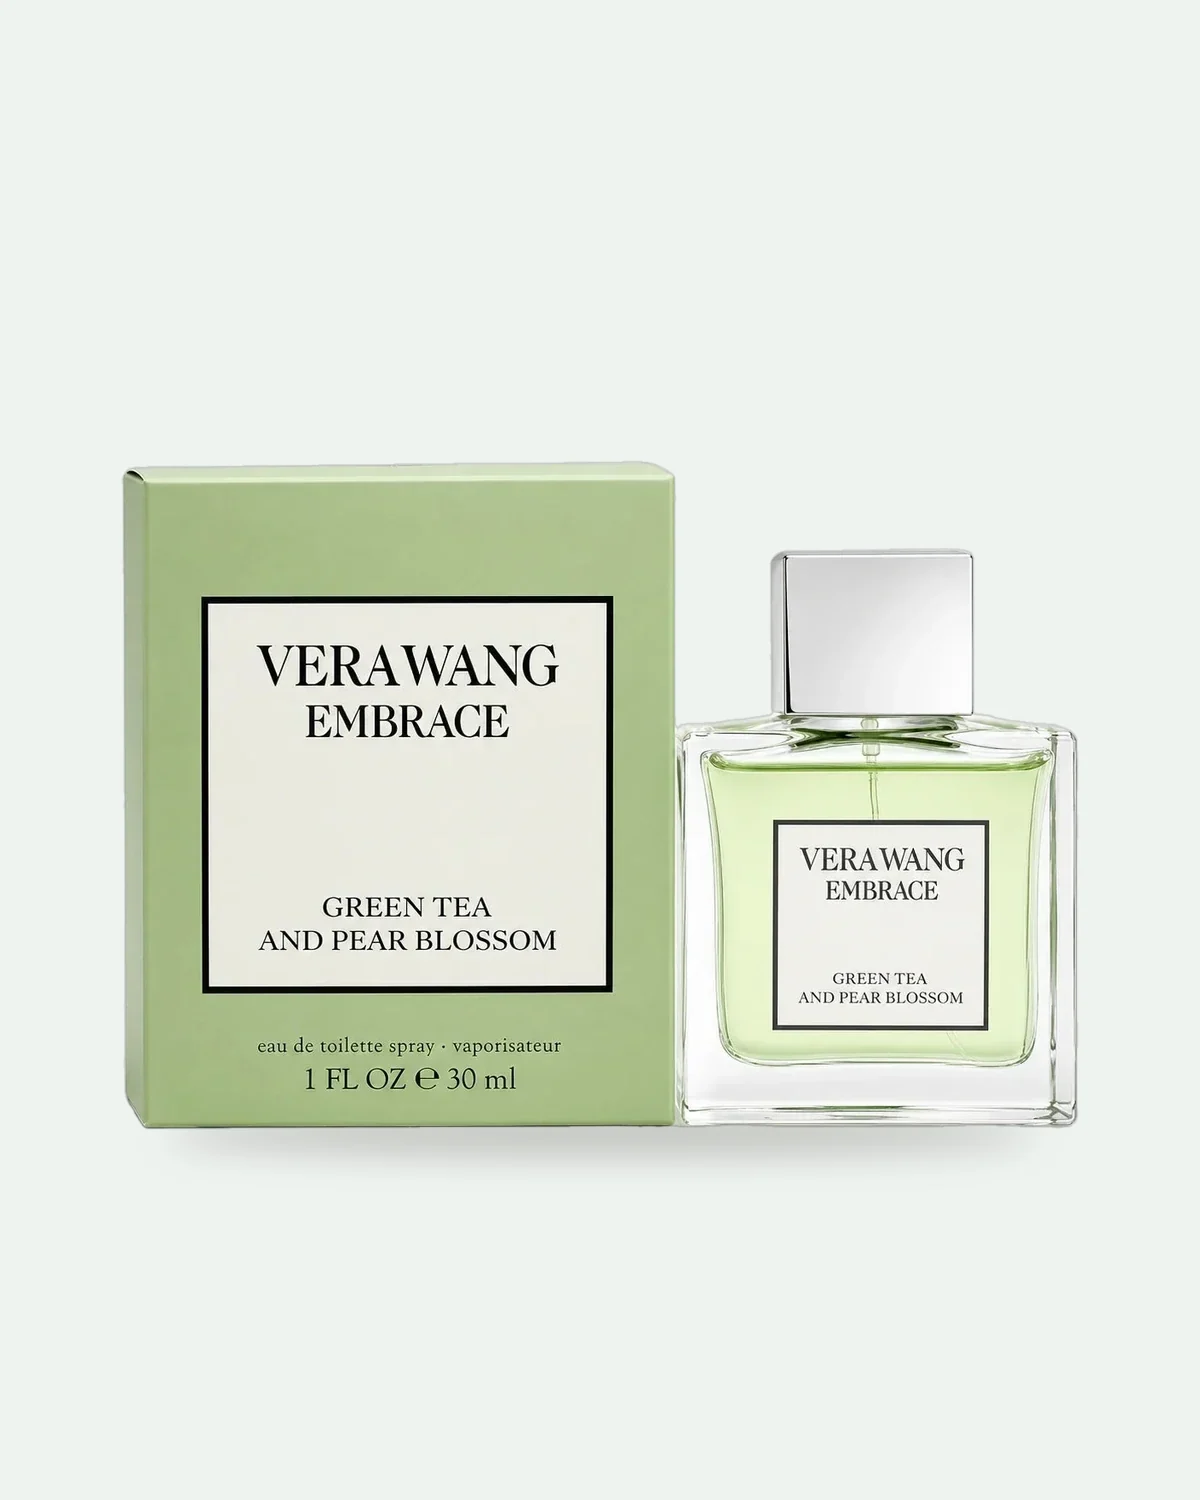 VERA WANG
EMBRACE
GREEN TEA
AND PEAR BLOSSOM
eau de toilette spray · vaporisateur
1 FL OZ ℮ 30 ml
VERA WANG
EMBRACE
GREEN TEA
AND PEAR BLOSSOM